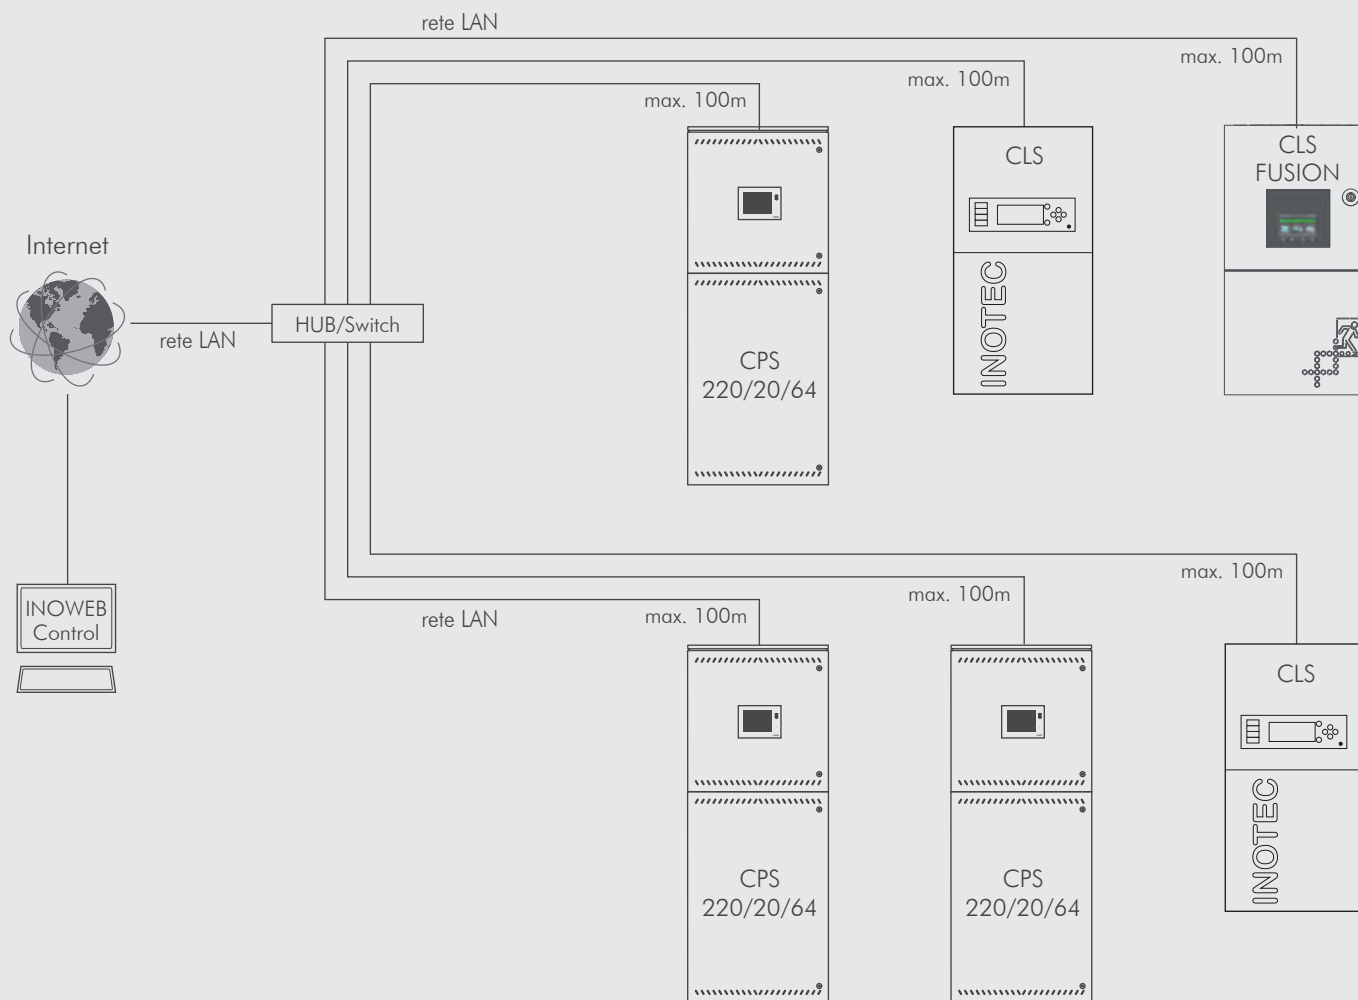 rete LAN
max. 100m
max. 100m
max. 100m
CLS
CLS
FUSION
Internet
INOTEC
HUB/Switch
rete LAN
CPS
220/20/64
max. 100m
max. 100m
max. 100m
INOWEB
Control
rete LAN
CLS
INOTEC
CPS
220/20/64
CPS
220/20/64